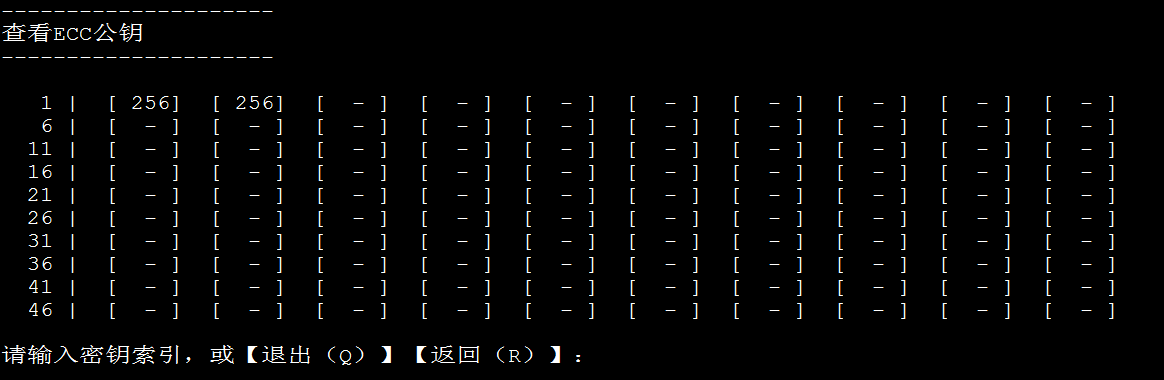 ---------------------
查看ECC公钥
---------------------
1 | [ 256] [ 256] [ - ] [ - ] [ - ] [ - ] [ - ] [ - ] [ - ] [ - ]
6 | [ - ] [ - ] [ - ] [ - ] [ - ] [ - ] [ - ] [ - ] [ - ] [ - ]
11 | [ - ] [ - ] [ - ] [ - ] [ - ] [ - ] [ - ] [ - ] [ - ] [ - ]
16 | [ - ] [ - ] [ - ] [ - ] [ - ] [ - ] [ - ] [ - ] [ - ] [ - ]
21 | [ - ] [ - ] [ - ] [ - ] [ - ] [ - ] [ - ] [ - ] [ - ] [ - ]
26 | [ - ] [ - ] [ - ] [ - ] [ - ] [ - ] [ - ] [ - ] [ - ] [ - ]
31 | [ - ] [ - ] [ - ] [ - ] [ - ] [ - ] [ - ] [ - ] [ - ] [ - ]
36 | [ - ] [ - ] [ - ] [ - ] [ - ] [ - ] [ - ] [ - ] [ - ] [ - ]
41 | [ - ] [ - ] [ - ] [ - ] [ - ] [ - ] [ - ] [ - ] [ - ] [ - ]
46 | [ - ] [ - ] [ - ] [ - ] [ - ] [ - ] [ - ] [ - ] [ - ] [ - ]
请输入密钥索引，或【退出（Q）】【返回（R）】：